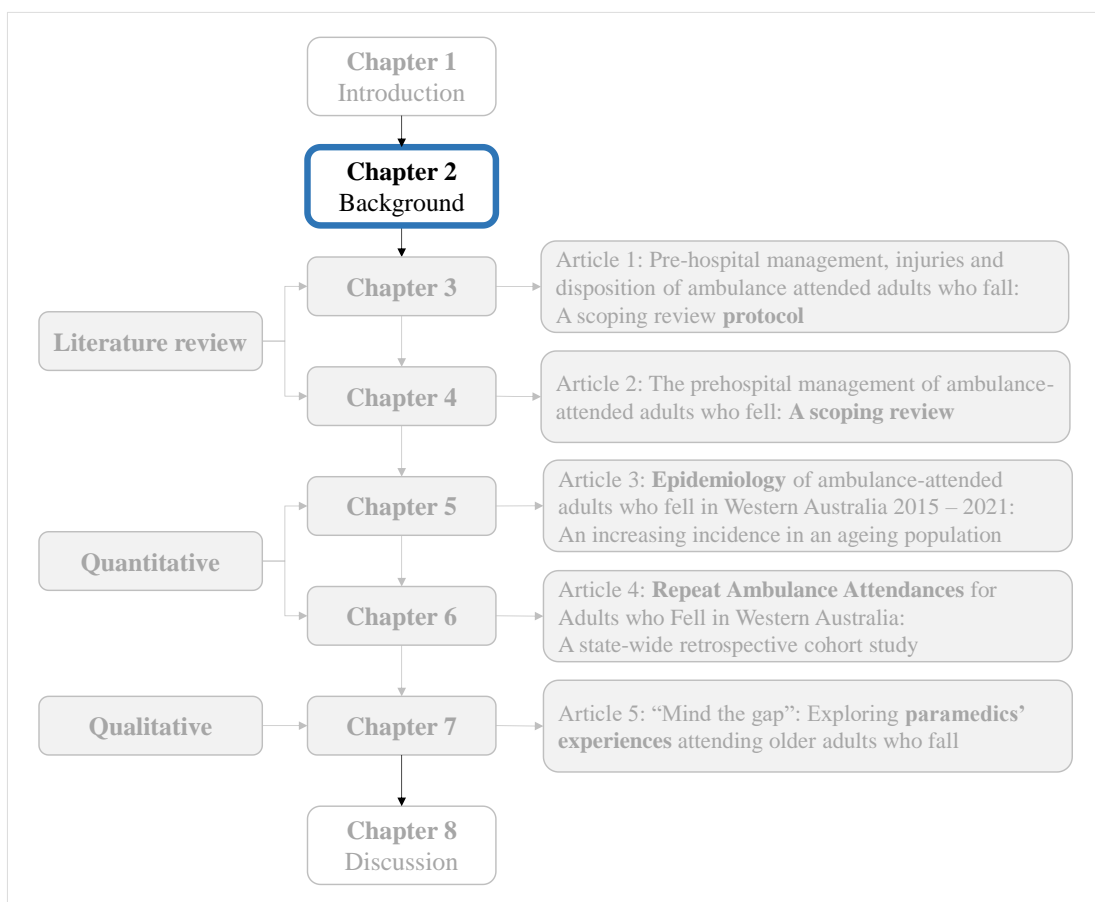 Chapter 1
Introduction
Chapter 2
Background
Chapter 3
Article 1: Pre-hospital management, injuries and
disposition of ambulance attended adults who fall:
A scoping review protocol
Literature review
Chapter 4
Article 2: The prehospital management of ambulance-
attended adults who fell: A scoping review
Chapter 5
Article 3: Epidemiology of ambulance-attended
adults who fell in Western Australia 2015 – 2021:
An increasing incidence in an ageing population
Quantitative
Chapter 6
Article 4: Repeat Ambulance Attendances for
Adults who Fell in Western Australia:
A state-wide retrospective cohort study
Qualitative
Chapter 7
Article 5: “Mind the gap”: Exploring paramedics’
experiences attending older adults who fall
Chapter 8
Discussion